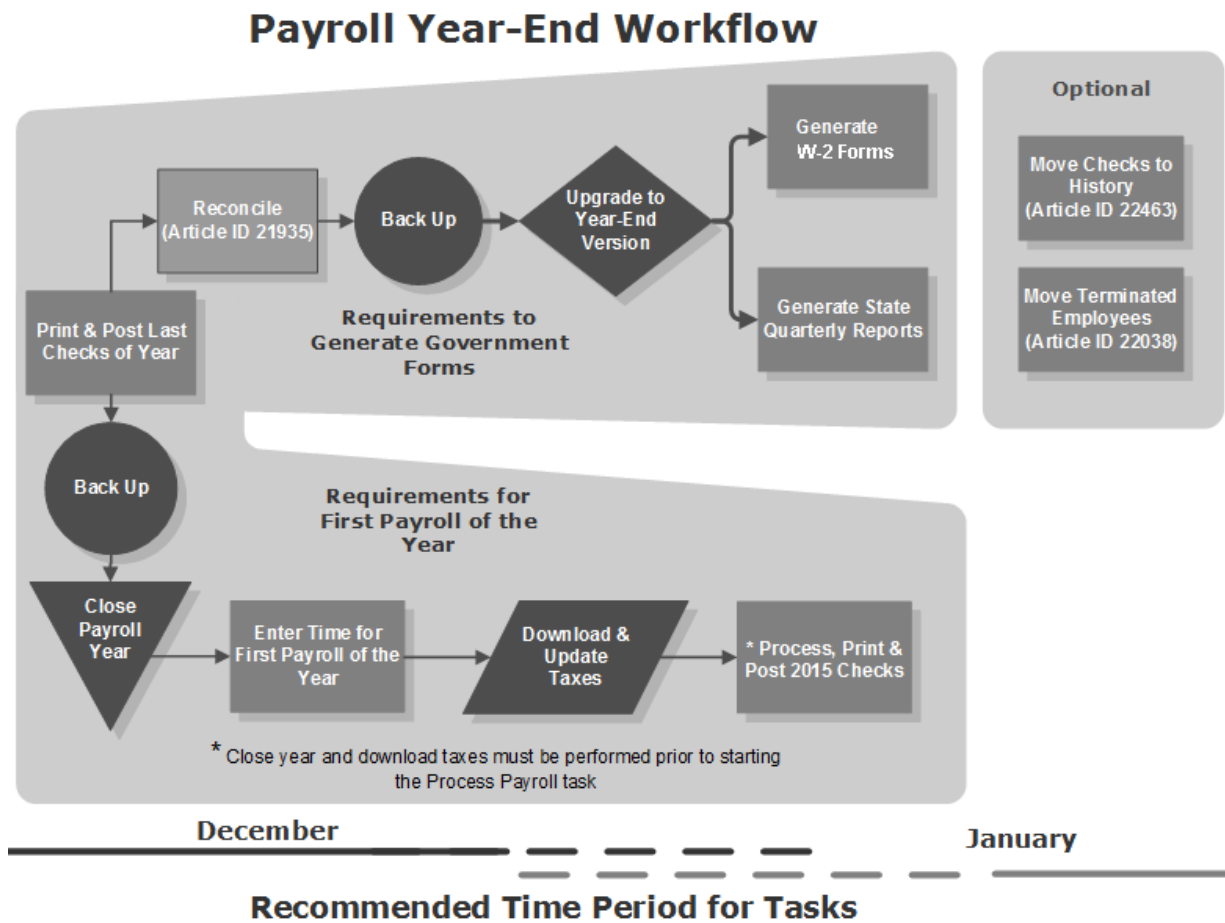 Payroll Year-End Workflow
Optional
Generate
W-2 Forms
Move Checks to
History
(Article ID 22463)
Reconcile
(Article ID 21935)
Back Up
Upgrade to
Year-End
Version
Print & Post Last
Checks of Year
Requirements to
Generate Government
Forms
Generate State
Quarterly Reports
Move Terminated
Employees
(Article ID 22038)
Back Up
Requirements for
First Payroll of the
Year
Close
Payroll
Year
Enter Time for
First Payroll of the
Year
Download &
Update
Taxes
* Process, Print &
Post 2015 Checks
* Close year and download taxes must be performed prior to starting
the Process Payroll task
December
January
Recommended Time Period for Tasks